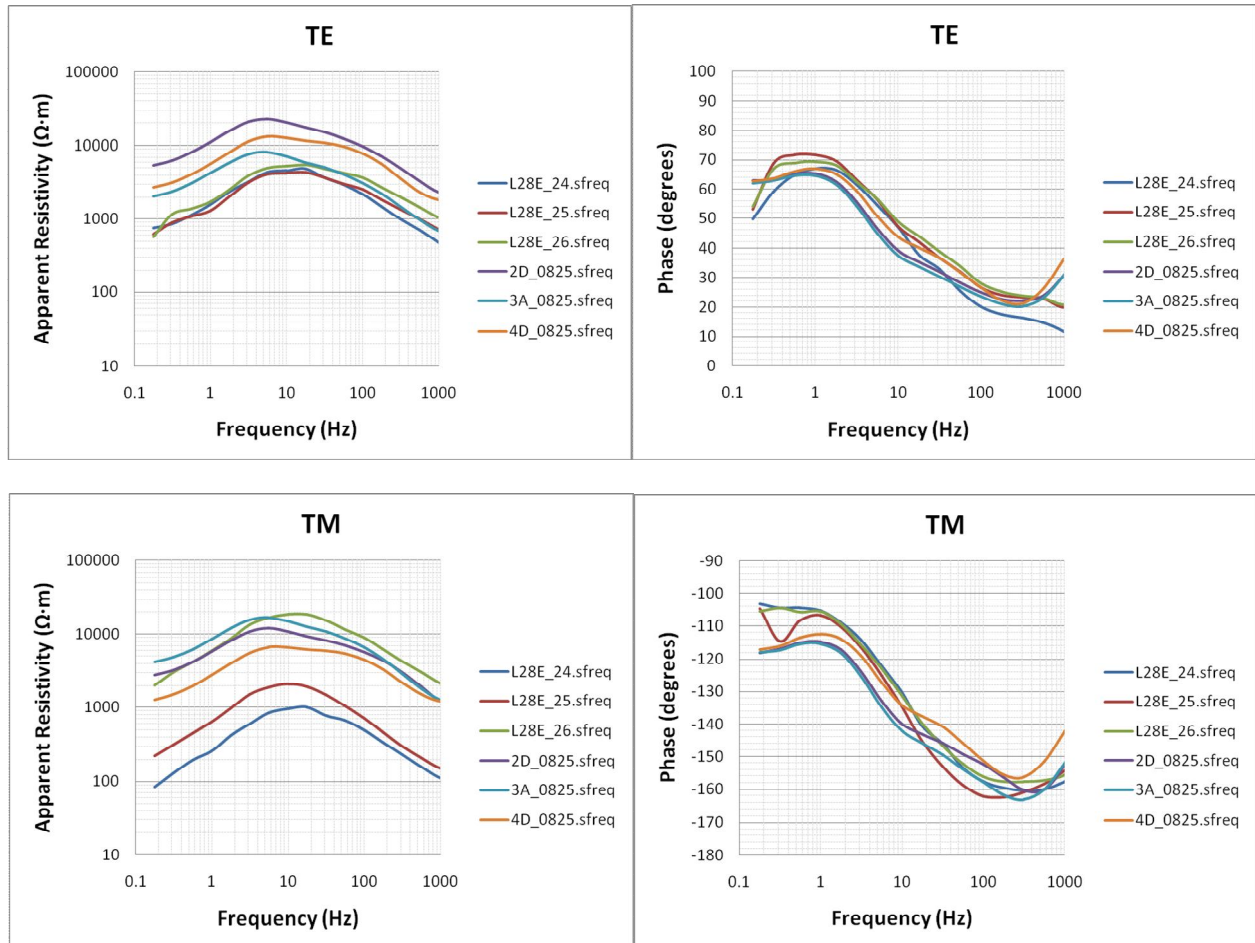 TE
Apparent Resistivity (Ω·m)
100000
10000
1000
100
10
0.1 1 10 100 1000
Frequency (Hz)
L28E_24.sfreq
L28E_25.sfreq
L28E_26.sfreq
2D_0825.sfreq
3A_0825.sfreq
4D_0825.sfreq
TE
Phase (degrees)
100
90
80
70
60
50
40
30
20
10
0
0.1 1 10 100 1000
Frequency (Hz)
L28E_24.sfreq
L28E_25.sfreq
L28E_26.sfreq
2D_0825.sfreq
3A_0825.sfreq
4D_0825.sfreq
TM
Apparent Resistivity (Ω·m)
100000
10000
1000
100
10
0.1 1 10 100 1000
Frequency (Hz)
L28E_24.sfreq
L28E_25.sfreq
L28E_26.sfreq
2D_0825.sfreq
3A_0825.sfreq
4D_0825.sfreq
TM
Phase (degrees)
-90
-100
-110
-120
-130
-140
-150
-160
-170
-180
0.1 1 10 100 1000
Frequency (Hz)
L28E_24.sfreq
L28E_25.sfreq
L28E_26.sfreq
2D_0825.sfreq
3A_0825.sfreq
4D_0825.sfreq